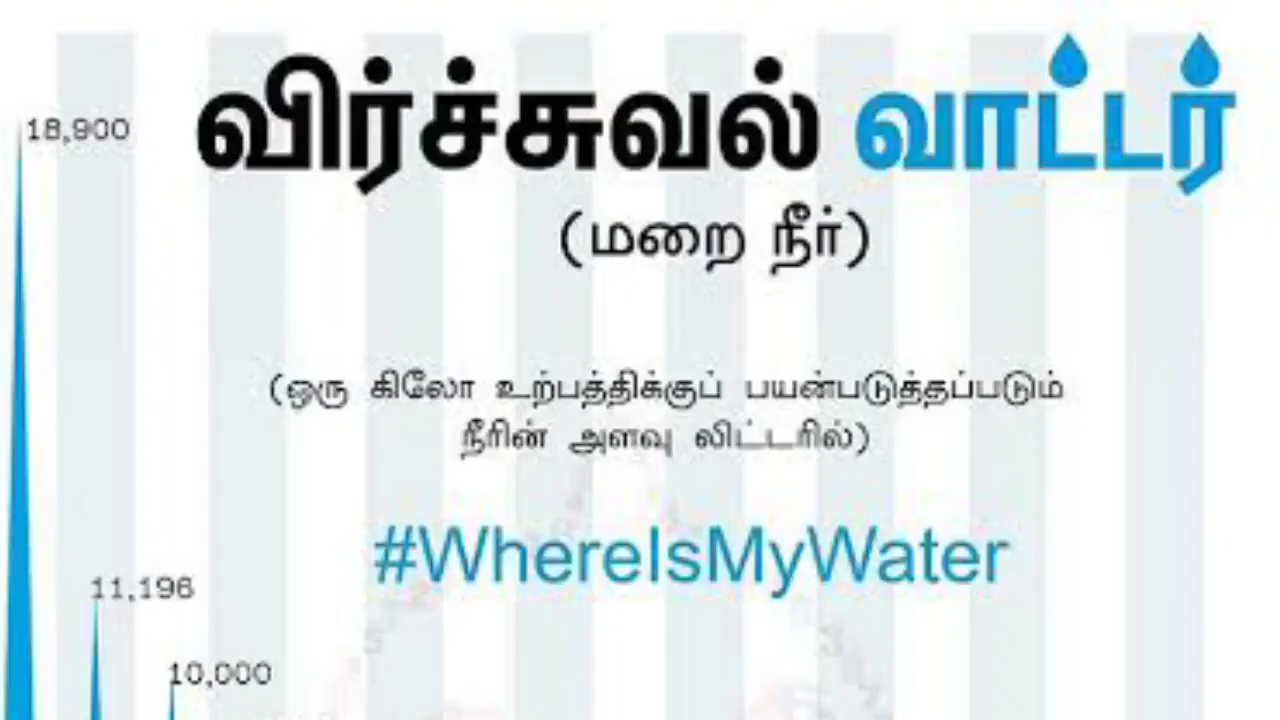 விர்ச்சுவல் வாட்டர்
(மறை நீர்)
(ஒரு கிலோ உற்பத்திக்குப் பயன்படுத்தப்படும்
நீரின் அளவு லிட்டரில்)
#WhereIsMyWater
18,900
11,196
10,000